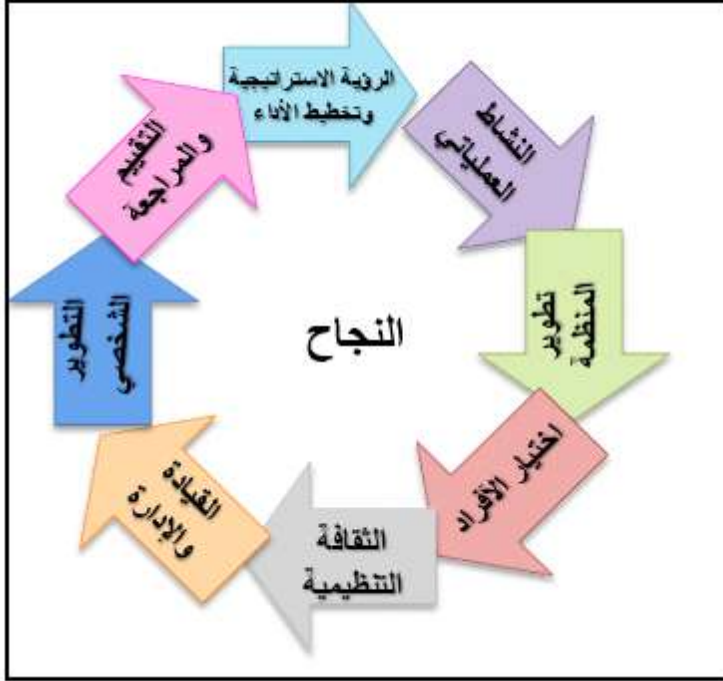 الرؤية الاستراتيجية
وتخطيط الأداء
النشاط
العملياتي
تطوير
المنظمة
اختيار الأفراد
الثقافة
التنظيمية
القيادة
والإدارة
التطوير
الشخصي
التقييم
والمراجعة
النجاح